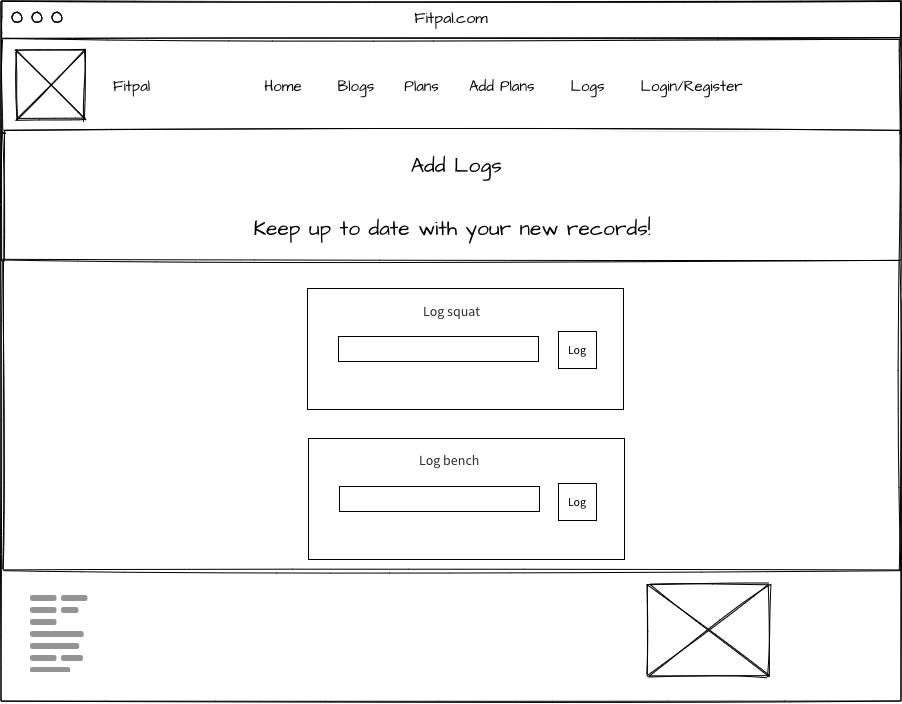 Fitpal.com
Fitpal Home Blogs Plans Add Plans Logs Login/Register
Add Logs
Keep up to date with your new records!
Log squat
Log
Log bench
Log